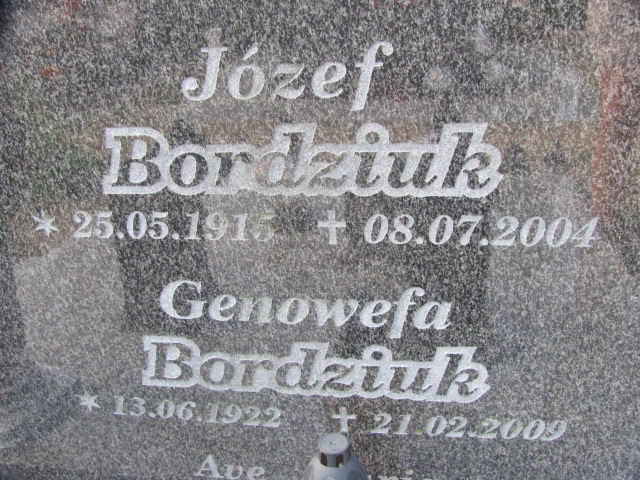 Józef
Bordziuk
* 25.05.1915 ✝ 08.07.2004
Genowefa
Bordziuk
* 13.06.1922 ✝ 21.02.2009
Ave